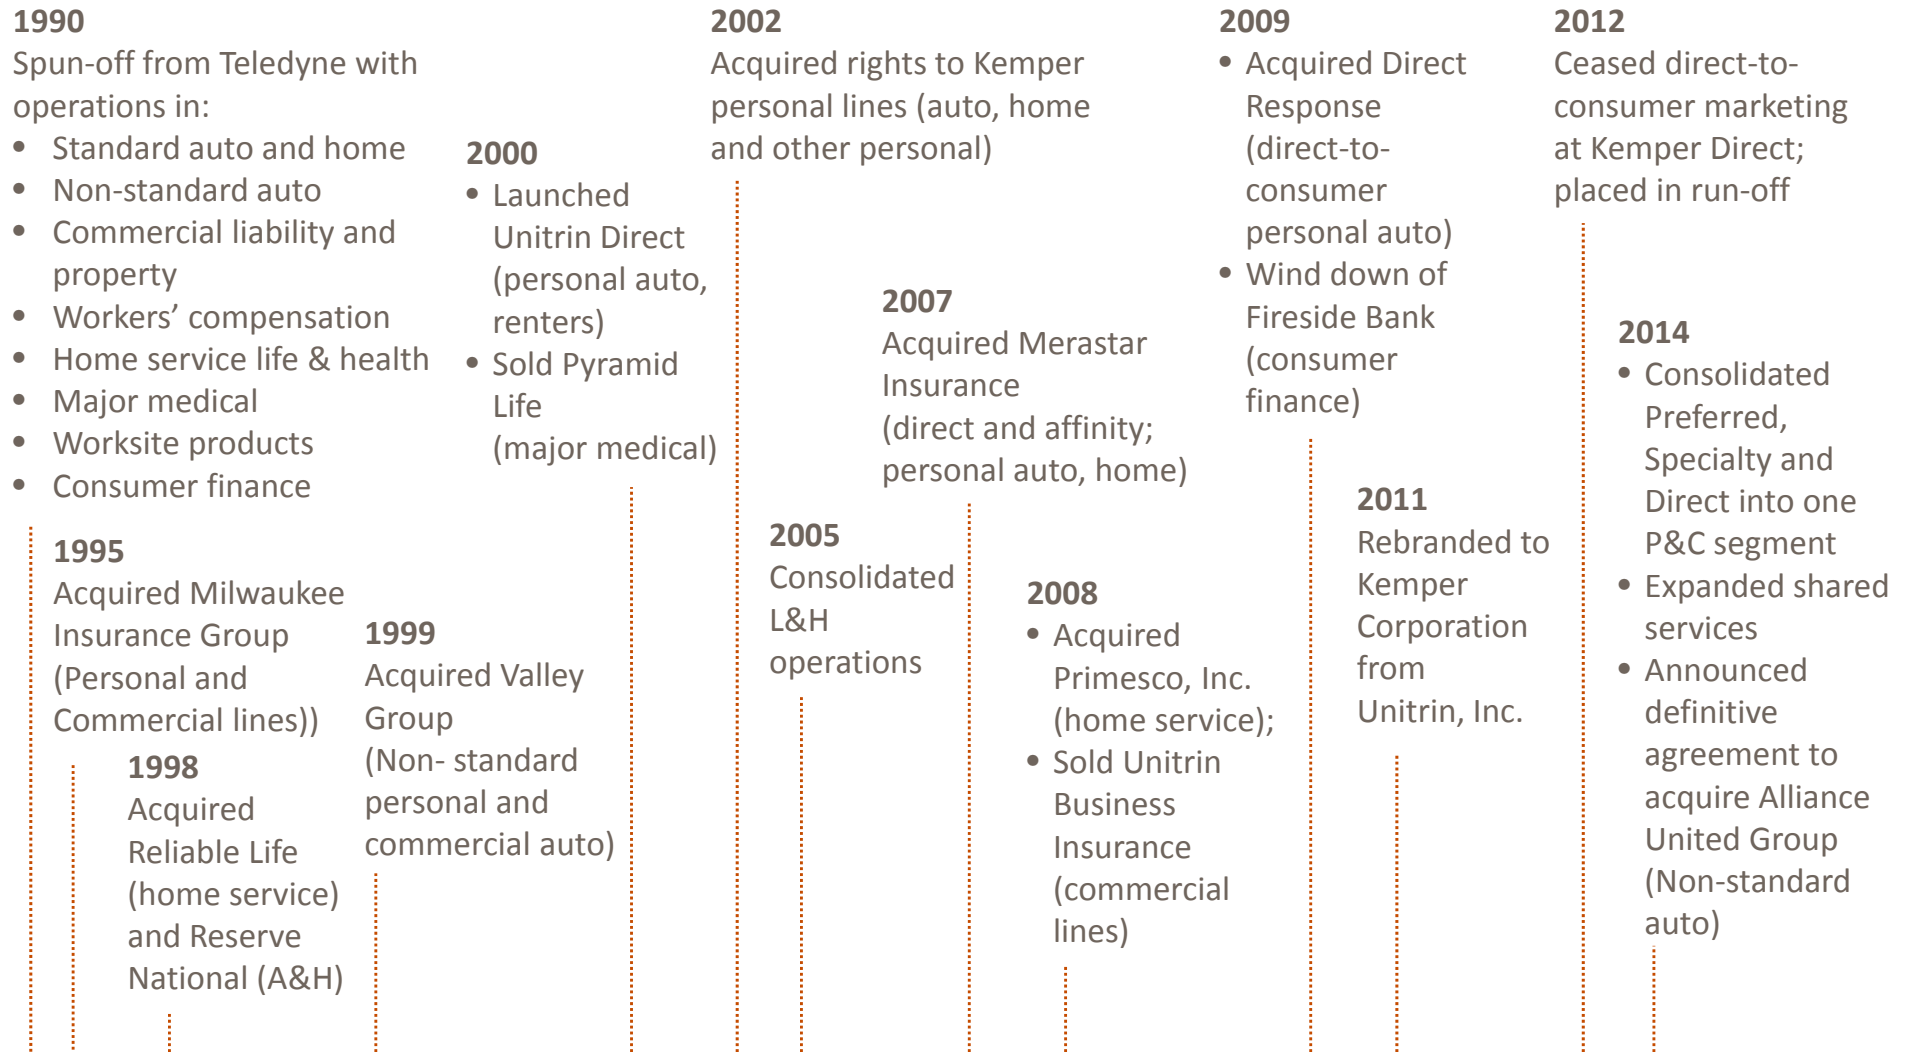 1990
Spun-off from Teledyne with
operations in:
• Standard auto and home
• Non-standard auto
• Commercial liability and
property
• Workers’ compensation
• Home service life & health
• Major medical
• Worksite products
• Consumer finance
1995
Acquired Milwaukee
Insurance Group
(Personal and
Commercial lines))
1998
Acquired
Reliable Life
(home service)
and Reserve
National (A&H)
1999
Acquired Valley
Group
(Non- standard
personal and
commercial auto)
2000
• Launched
Unitrin Direct
(personal auto,
renters)
• Sold Pyramid
Life
(major medical)
2002
Acquired rights to Kemper
personal lines (auto, home
and other personal)
2005
Consolidated
L&H
operations
2007
Acquired Merastar
Insurance
(direct and affinity;
personal auto, home)
2008
• Acquired
Primesco, Inc.
(home service);
• Sold Unitrin
Business
Insurance
(commercial
lines)
2009
• Acquired Direct
Response
(direct-to-
consumer
personal auto)
• Wind down of
Fireside Bank
(consumer
finance)
2011
Rebranded to
Kemper
Corporation
from
Unitrin, Inc.
2012
Ceased direct-to-
consumer marketing
at Kemper Direct;
placed in run-off
2014
• Consolidated
Preferred,
Specialty and
Direct into one
P&C segment
• Expanded shared
services
• Announced
definitive
agreement to
acquire Alliance
United Group
(Non-standard
auto)